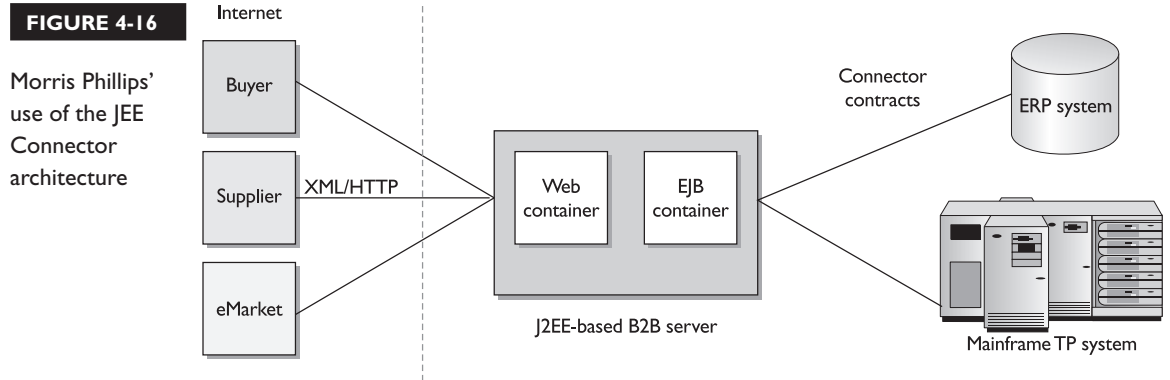 FIGURE 4-16
Morris Phillips'
use of the JEE
Connector
architecture
Internet
Buyer
Supplier
eMarket
XML/HTTP
Web
container
EJB
container
J2EE-based B2B server
Connector
contracts
ERP system
Mainframe TP system